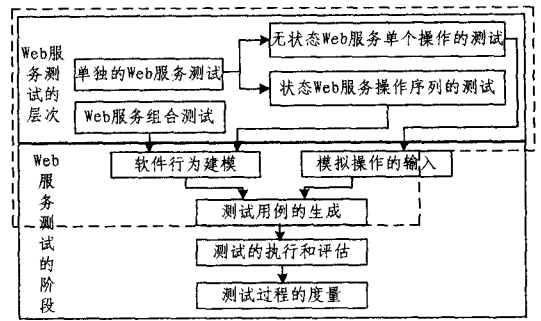 Web服
务测试
的
层次
单独的Web服务测试
无状态Web服务单个操作的测试
状态Web服务操作序列的测试
Web服务组合测试
Web
服
务
测
试
的
阶
段
软件行为建模
模拟操作的输入
测试用例的生成
测试的执行和评估
测试过程的度量